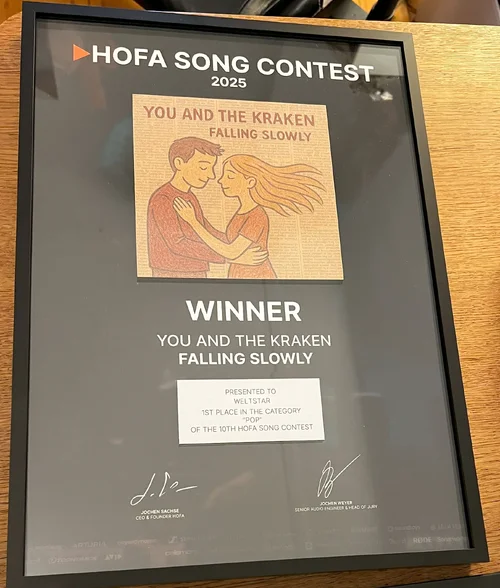 HOFA SONG CONTEST
2025
YOU AND THE KRAKEN
FALLING SLOWLY
WINNER
YOU AND THE KRAKEN
FALLING SLOWLY
PRESENTED TO
WELTSTAR
1ST PLACE IN THE CATEGORY
"POP"
OF THE 10TH HOFA SONG CONTEST
JOCHEN SACHSE
CEO & FOUNDER HOFA
JOCHEN WEYER
SENIOR AUDIO ENGINEER & HEAD OF JURY